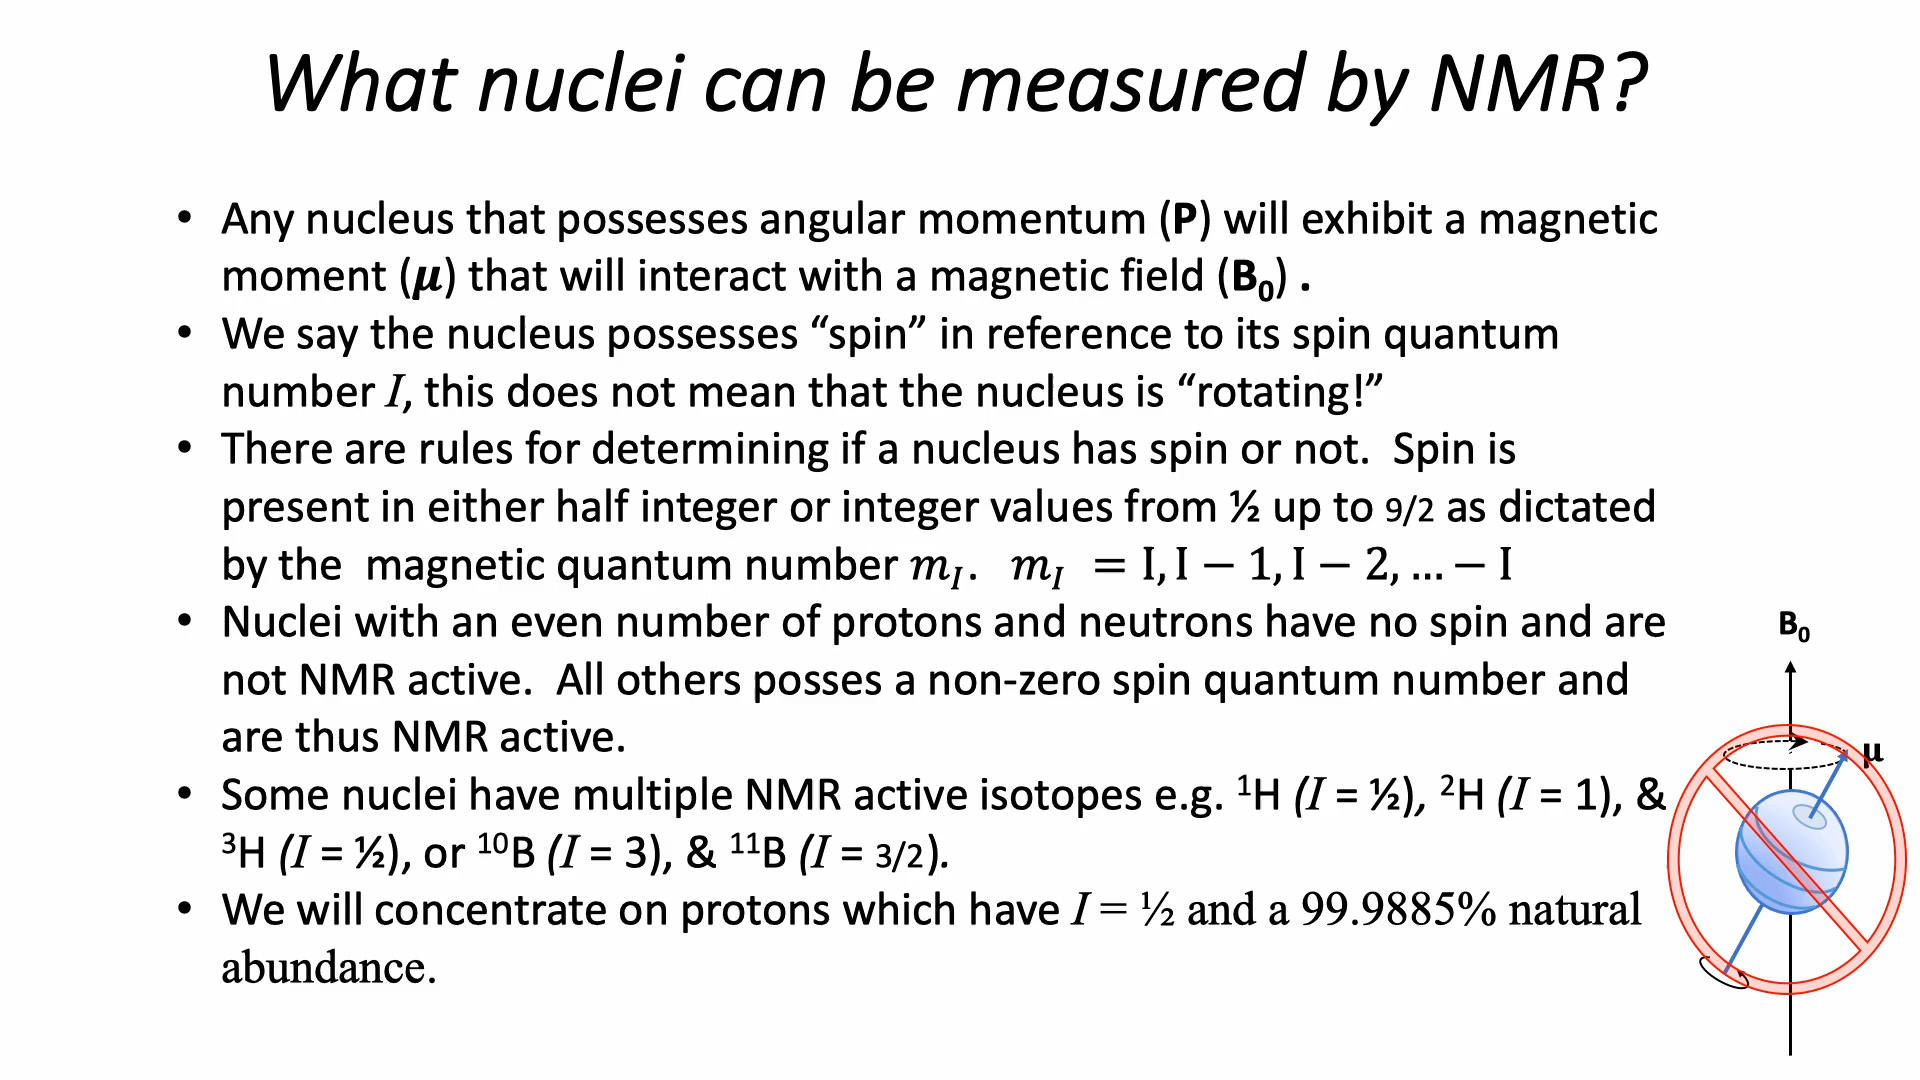 What nuclei can be measured by NMR?
• Any nucleus that possesses angular momentum (P) will exhibit a magnetic
moment (μ) that will interact with a magnetic field (B₀) .
• We say the nucleus possesses “spin” in reference to its spin quantum
number I, this does not mean that the nucleus is “rotating!”
• There are rules for determining if a nucleus has spin or not. Spin is
present in either half integer or integer values from ½ up to 9/2 as dictated
by the magnetic quantum number m_I. m_I = I, I − 1, I − 2, … − I
• Nuclei with an even number of protons and neutrons have no spin and are
not NMR active. All others posses a non-zero spin quantum number and
are thus NMR active.
• Some nuclei have multiple NMR active isotopes e.g. ¹H (I = ½), ²H (I = 1), &
³H (I = ½), or ¹⁰B (I = 3), & ¹¹B (I = 3/2).
• We will concentrate on protons which have I = ½ and a 99.9885% natural
abundance.
B₀
μ